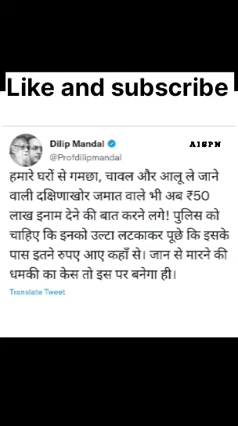 Like and subscribe
Dilip Mandal
AISPN
@Profdilipmandal
हमारे घरों से गमछा, चावल और आलू ले जाने
वाली दक्षिणाखोर जमात वाले भी अब ₹50
लाख इनाम देने की बात करने लगे! पुलिस को
चाहिए कि इनको उल्टा लटकाकर पूछे कि इसके
पास इतने रुपए आए कहाँ से। जान से मारने की
धमकी का केस तो इस पर बनेगा ही।
Translate Tweet